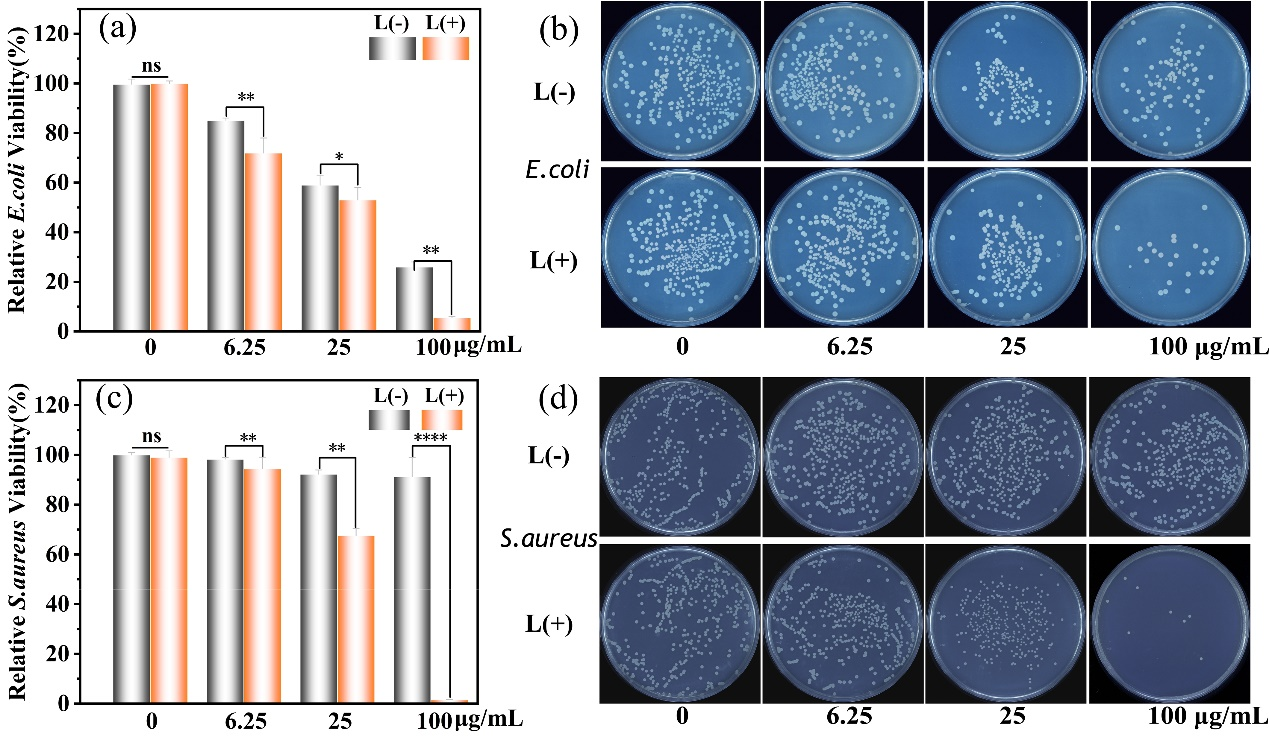 (a)
L(-) L(+)
120
100
80
60
40
20
0
Relative E.coli Viability(%)
ns
**
*
**
0 6.25 25 100μg/mL
(b)
L(-)
E.coli
L(+)
0 6.25 25 100 μg/mL
(c)
L(-) L(+)
120
100
80
60
40
20
0
Relative S.aureus Viability(%)
ns
**
**
****
0 6.25 25 100μg/mL
(d)
L(-)
S.aureus
L(+)
0 6.25 25 100 μg/mL